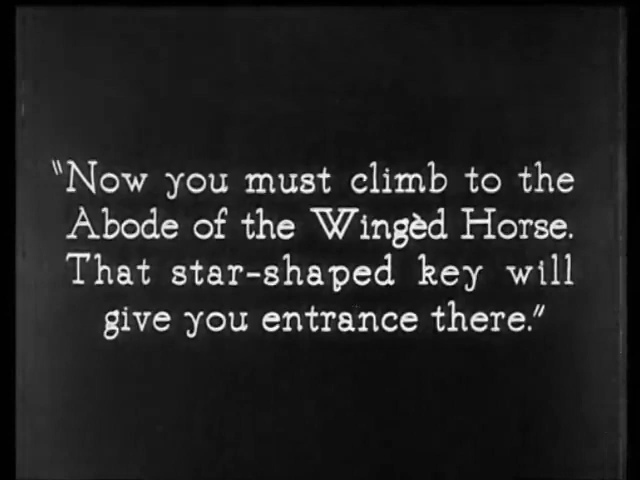 "Now you must climb to the
Abode of the Wingèd Horse.
That star-shaped key will
give you entrance there."